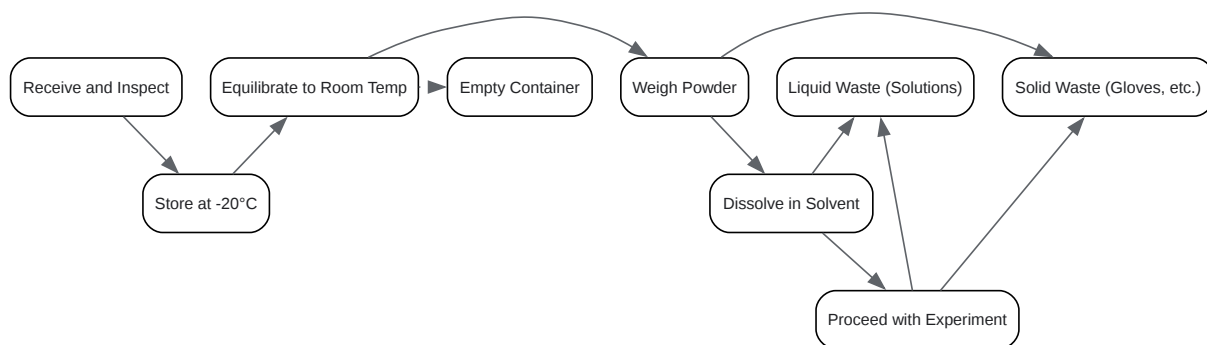 Receive and Inspect
Equilibrate to Room Temp
Empty Container
Weigh Powder
Liquid Waste (Solutions)
Solid Waste (Gloves, etc.)
Store at -20°C
Dissolve in Solvent
Proceed with Experiment